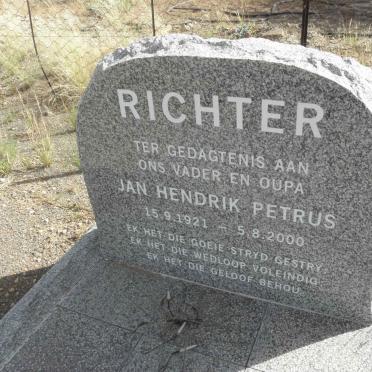 RICHTER
TER GEDAGTENIS AAN
ONS VADER EN OUPA
JAN HENDRIK PETRUS
15.9.1921 - 5.8.2000
EK HET DIE GOEIE STRYD GESTRY
EK HET DIE WEDLOOP VOLEINDIG
EK HET DIE GELOOF BEHOU